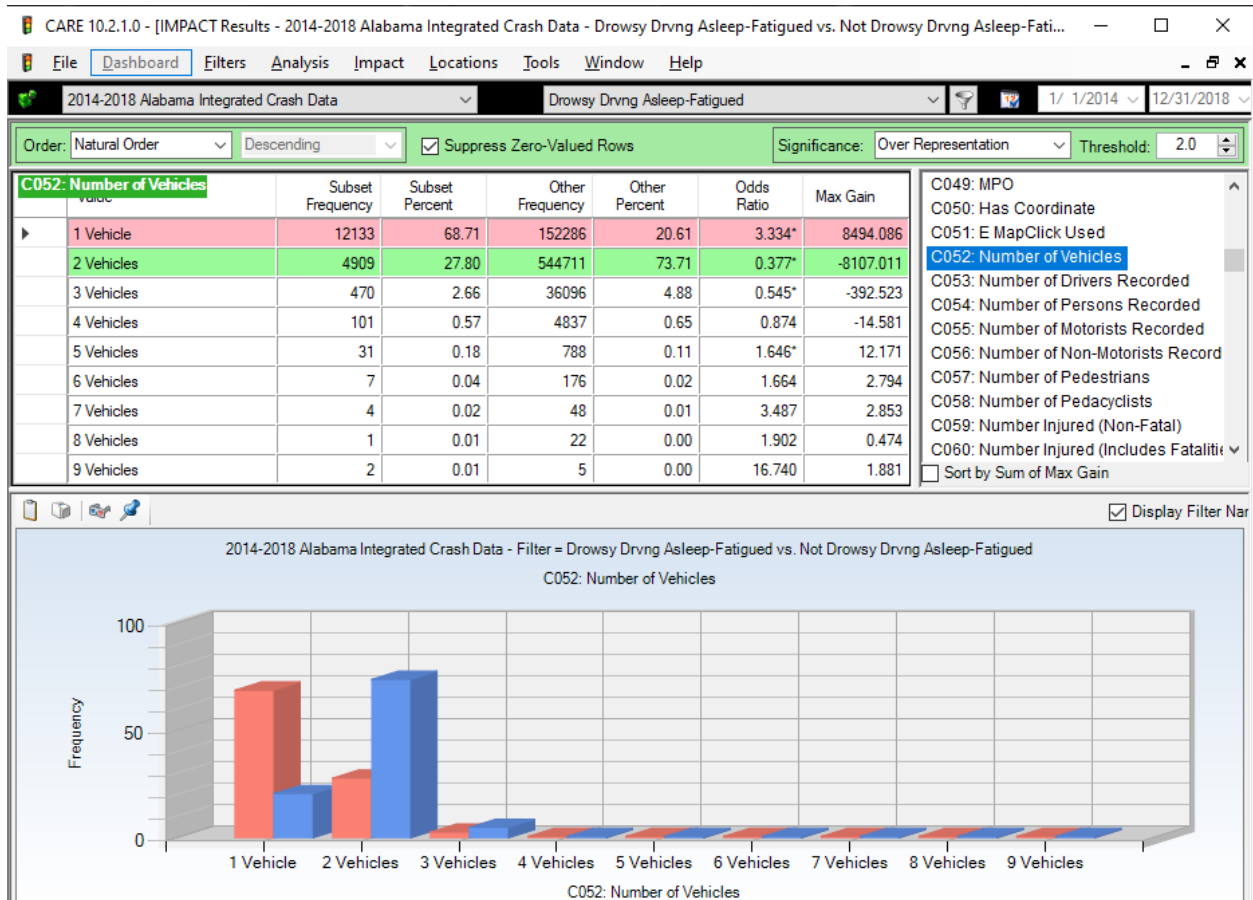 CARE 10.2.1.0 - [IMPACT Results - 2014-2018 Alabama Integrated Crash Data - Drowsy Drvng Asleep-Fatigued vs. Not Drowsy Drvng Asleep-Fati...
File Dashboard Filters Analysis Impact Locations Tools Window Help
2014-2018 Alabama Integrated Crash Data Drowsy Drvng Asleep-Fatigued 1/ 1/2014 12/31/2018
Order: Natural Order Descending Suppress Zero-Valued Rows Significance: Over Representation Threshold: 2.0
C052: Number of Vehicles Subset Frequency Subset Percent Other Frequency Other Percent Odds Ratio Max Gain
1 Vehicle 12133 68.71 152286 20.61 3.334* 8494.086
2 Vehicles 4909 27.80 544711 73.71 0.377* -8107.011
3 Vehicles 470 2.66 36096 4.88 0.545* -392.523
4 Vehicles 101 0.57 4837 0.65 0.874 -14.581
5 Vehicles 31 0.18 788 0.11 1.646* 12.171
6 Vehicles 7 0.04 176 0.02 1.664 2.794
7 Vehicles 4 0.02 48 0.01 3.487 2.853
8 Vehicles 1 0.01 22 0.00 1.902 0.474
9 Vehicles 2 0.01 5 0.00 16.740 1.881
C049: MPO
C050: Has Coordinate
C051: E MapClick Used
C052: Number of Vehicles
C053: Number of Drivers Recorded
C054: Number of Persons Recorded
C055: Number of Motorists Recorded
C056: Number of Non-Motorists Record
C057: Number of Pedestrians
C058: Number of Pedacyclists
C059: Number Injured (Non-Fatal)
C060: Number Injured (Includes Fatalitie
Sort by Sum of Max Gain
Display Filter Nar
2014-2018 Alabama Integrated Crash Data - Filter = Drowsy Drvng Asleep-Fatigued vs. Not Drowsy Drvng Asleep-Fatigued
C052: Number of Vehicles
100
50
0
Frequency
1 Vehicle 2 Vehicles 3 Vehicles 4 Vehicles 5 Vehicles 6 Vehicles 7 Vehicles 8 Vehicles 9 Vehicles
C052: Number of Vehicles